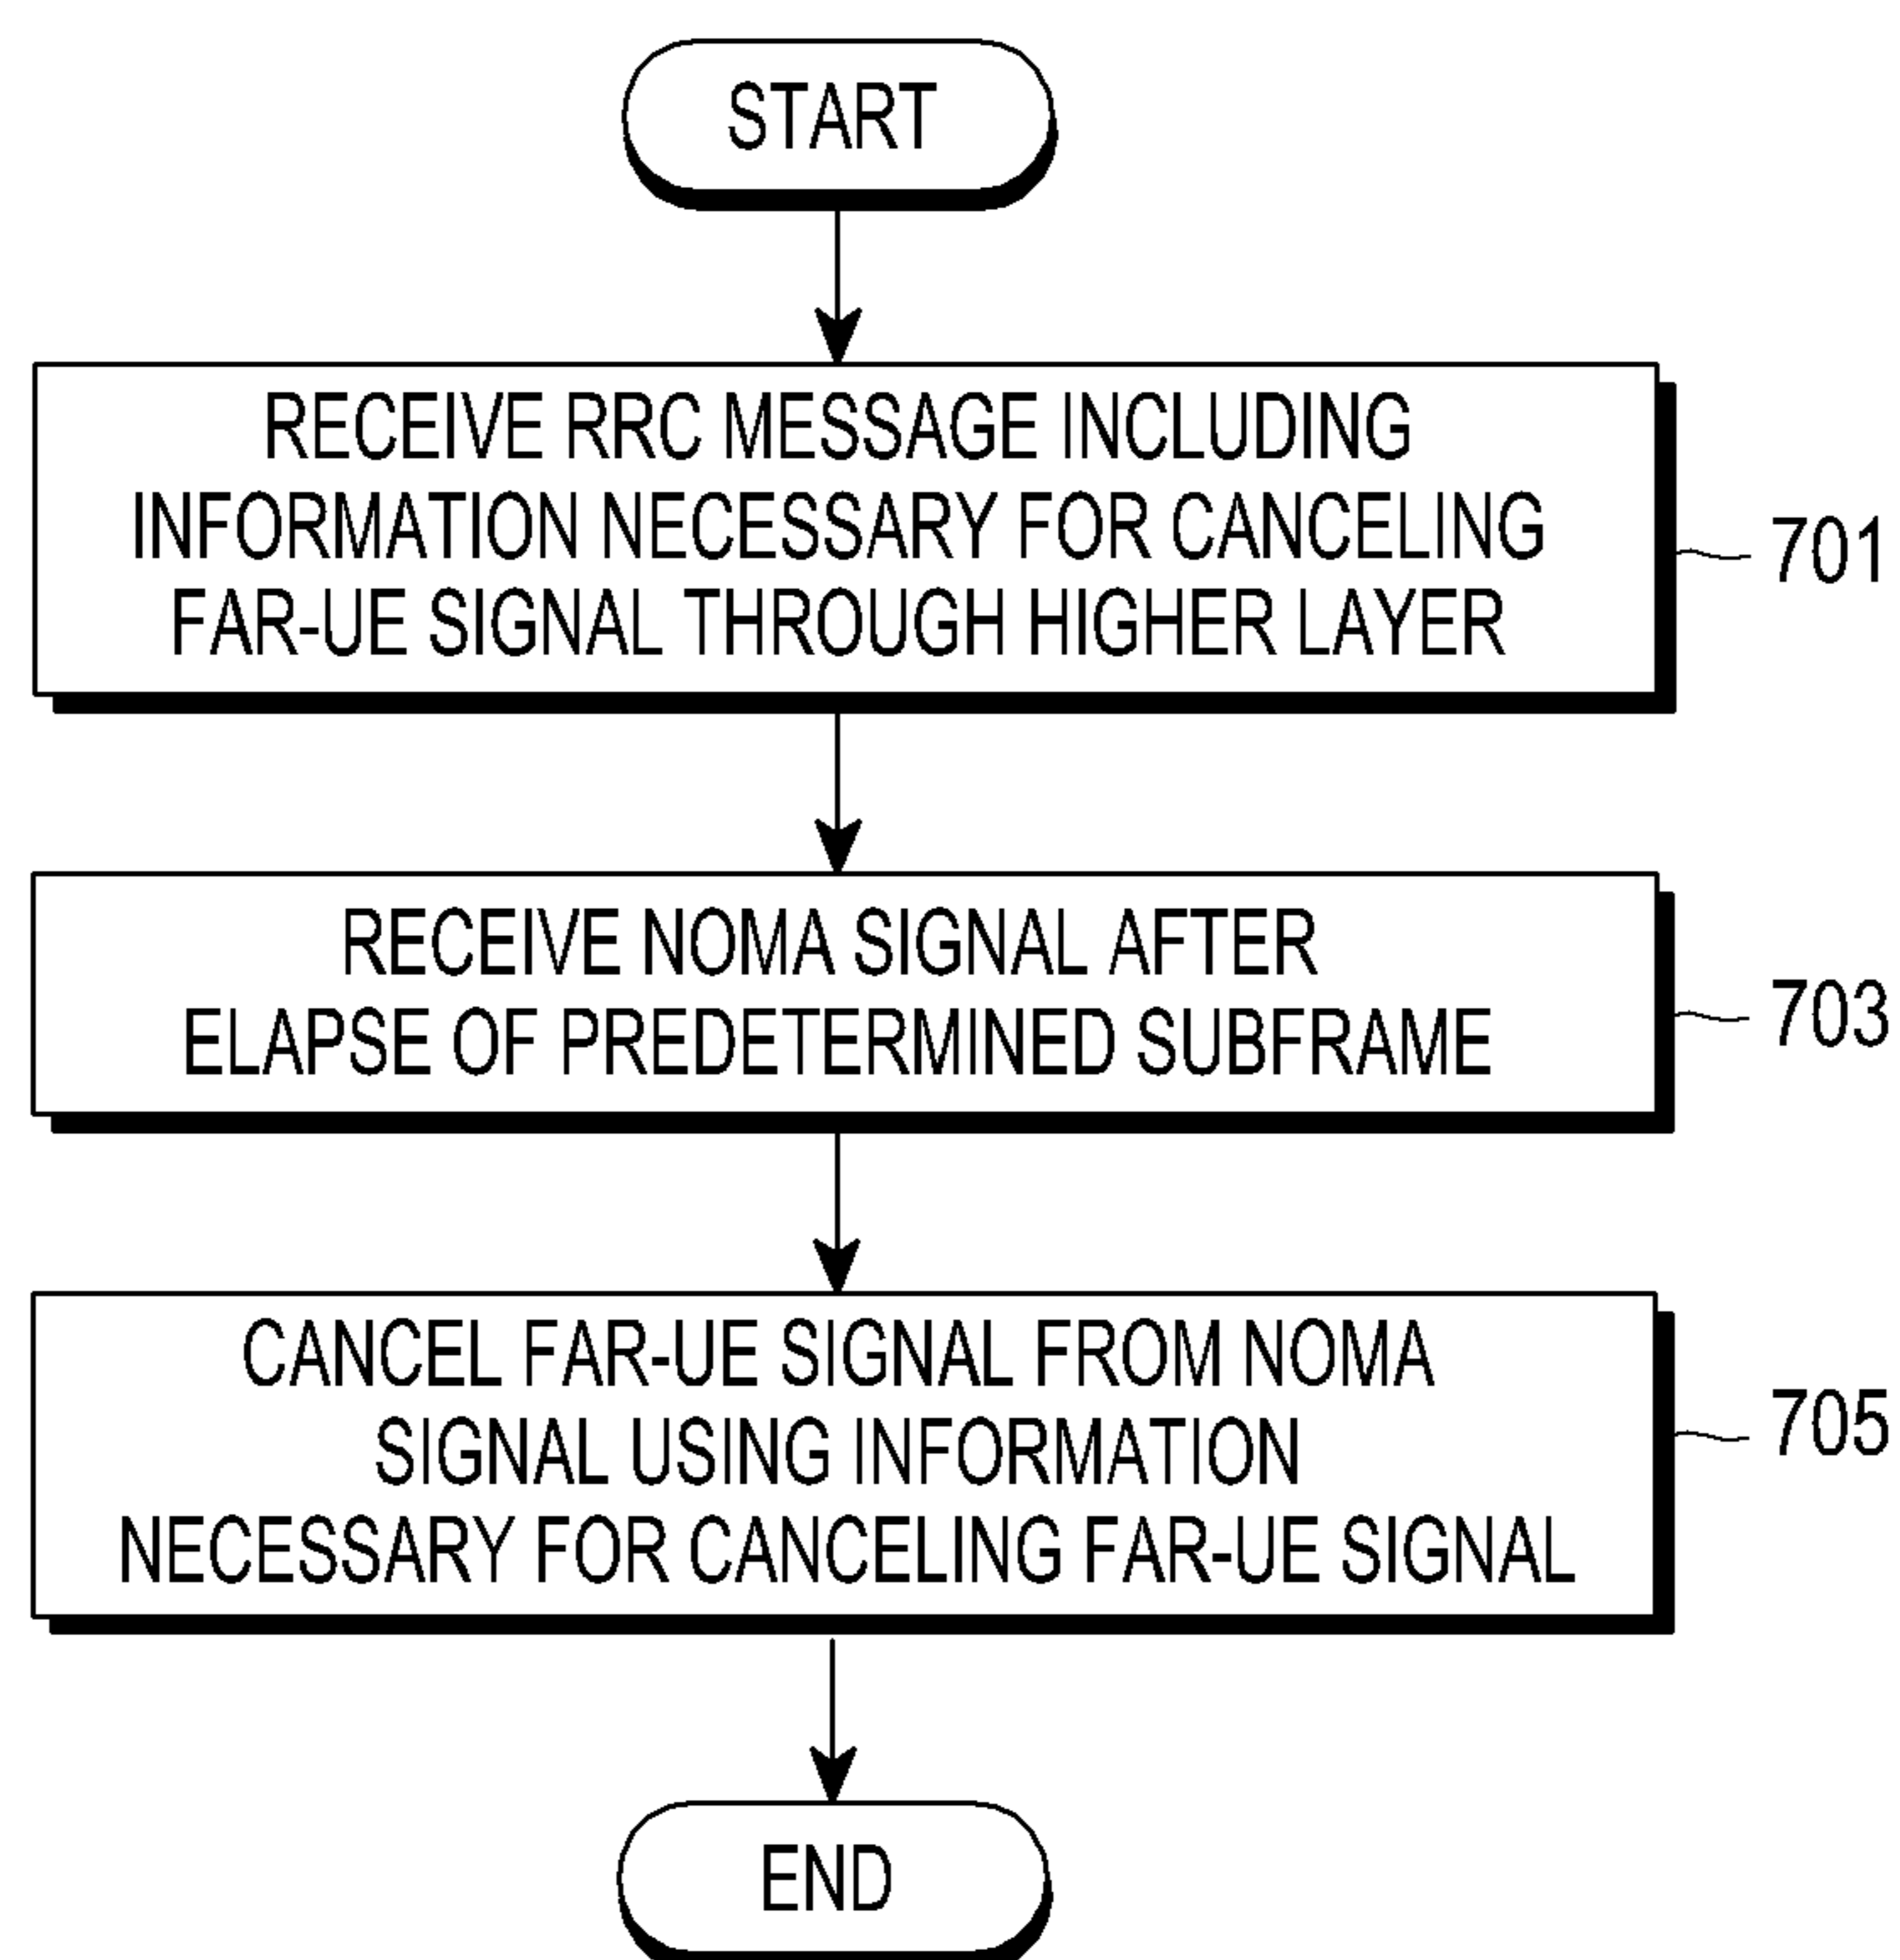 START
RECEIVE RRC MESSAGE INCLUDING
INFORMATION NECESSARY FOR CANCELING
FAR-UE SIGNAL THROUGH HIGHER LAYER
701
RECEIVE NOMA SIGNAL AFTER
ELAPSE OF PREDETERMINED SUBFRAME
703
CANCEL FAR-UE SIGNAL FROM NOMA
SIGNAL USING INFORMATION
NECESSARY FOR CANCELING FAR-UE SIGNAL
705
END